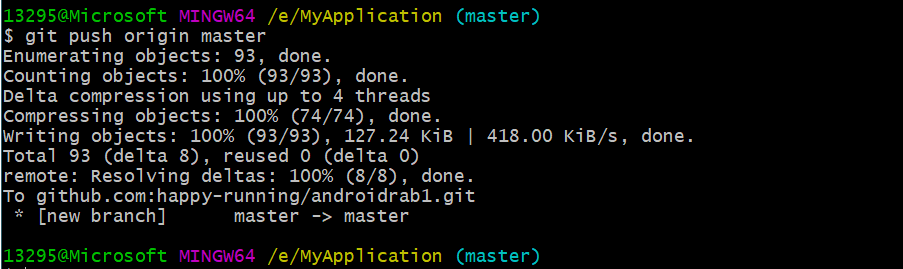 13295@Microsoft MINGW64 /e/MyApplication (master)
$ git push origin master
Enumerating objects: 93, done.
Counting objects: 100% (93/93), done.
Delta compression using up to 4 threads
Compressing objects: 100% (74/74), done.
Writing objects: 100% (93/93), 127.24 KiB | 418.00 KiB/s, done.
Total 93 (delta 8), reused 0 (delta 0)
remote: Resolving deltas: 100% (8/8), done.
To github.com:happy-running/androidrab1.git
 * [new branch]      master -> master
13295@Microsoft MINGW64 /e/MyApplication (master)